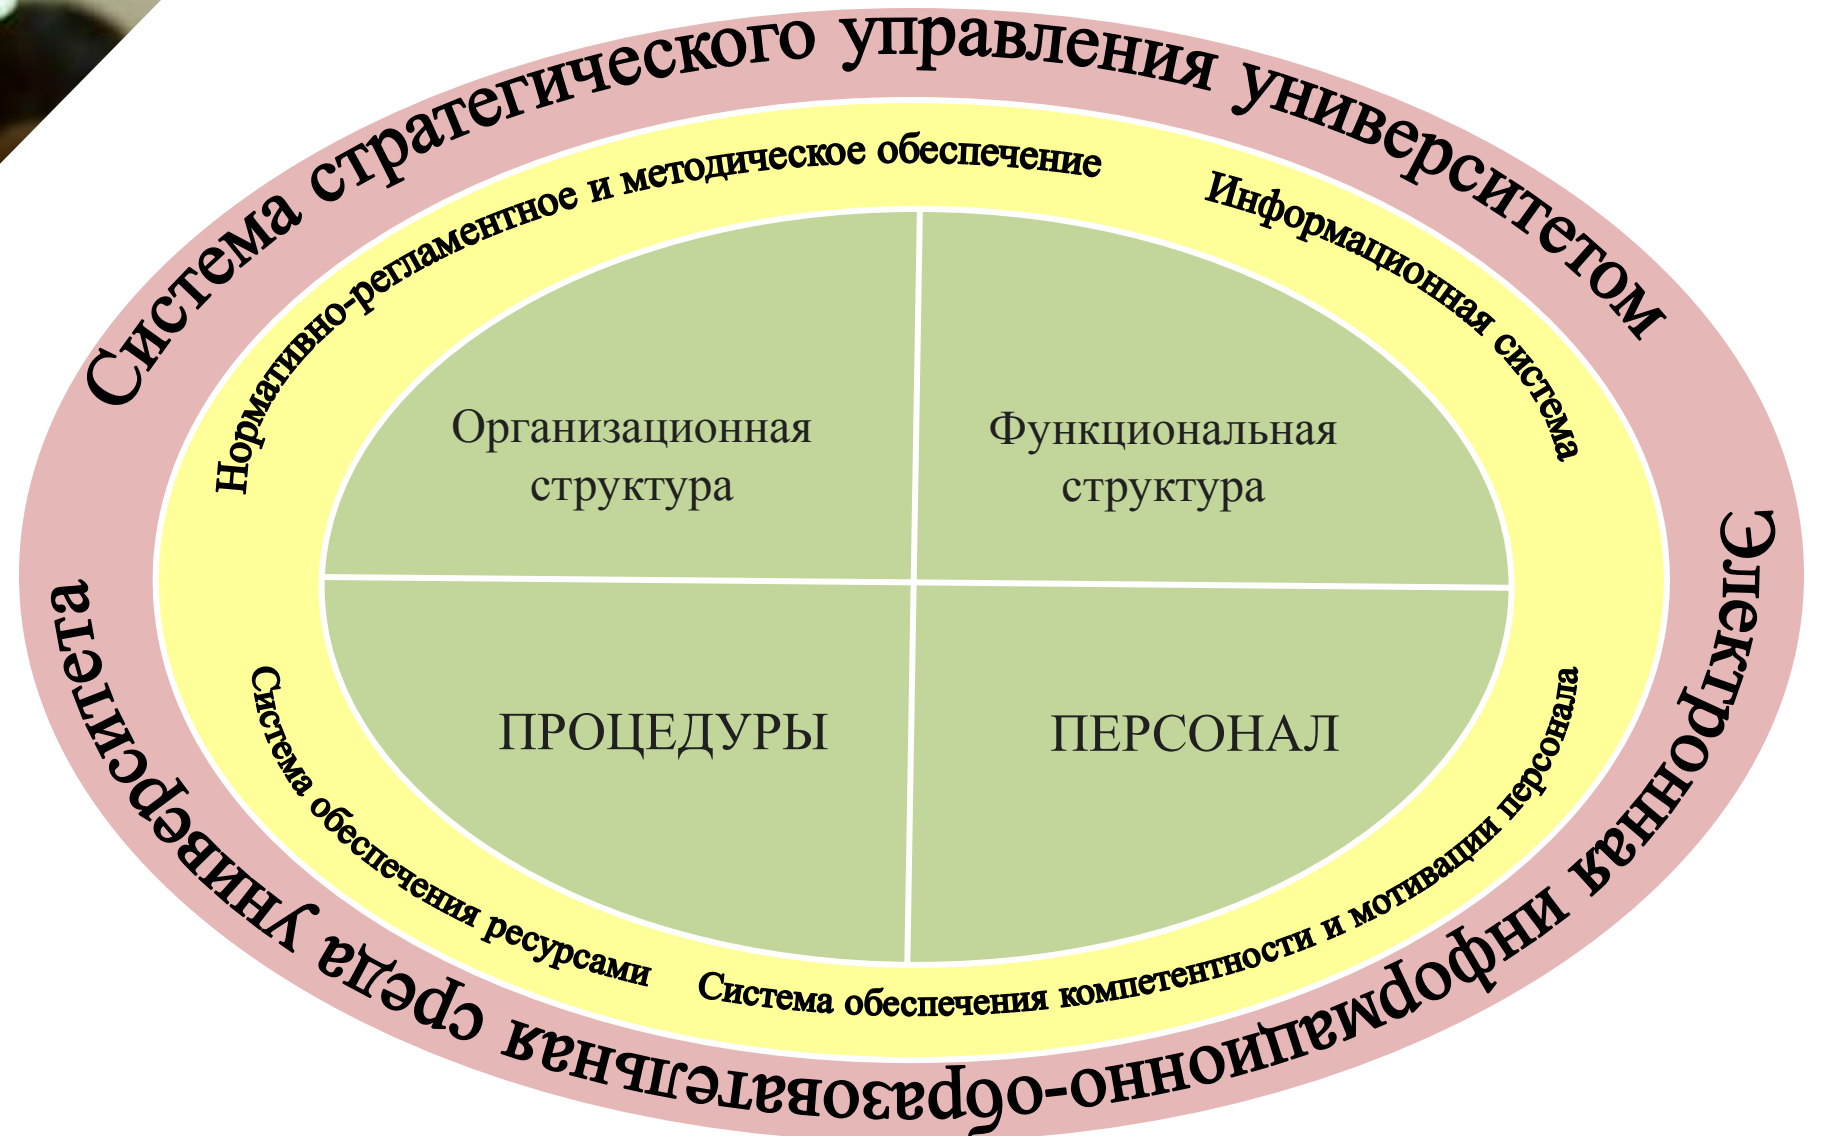 Система стратегического управления университетом
Нормативно-регламентное и методическое обеспечение
Информационная система
Организационная
структура
Функциональная
структура
ПРОЦЕДУРЫ
ПЕРСОНАЛ
Система обеспечения ресурсами
Система обеспечения компетентности и мотивации персонала
Электронная информационно-образовательная среда университета